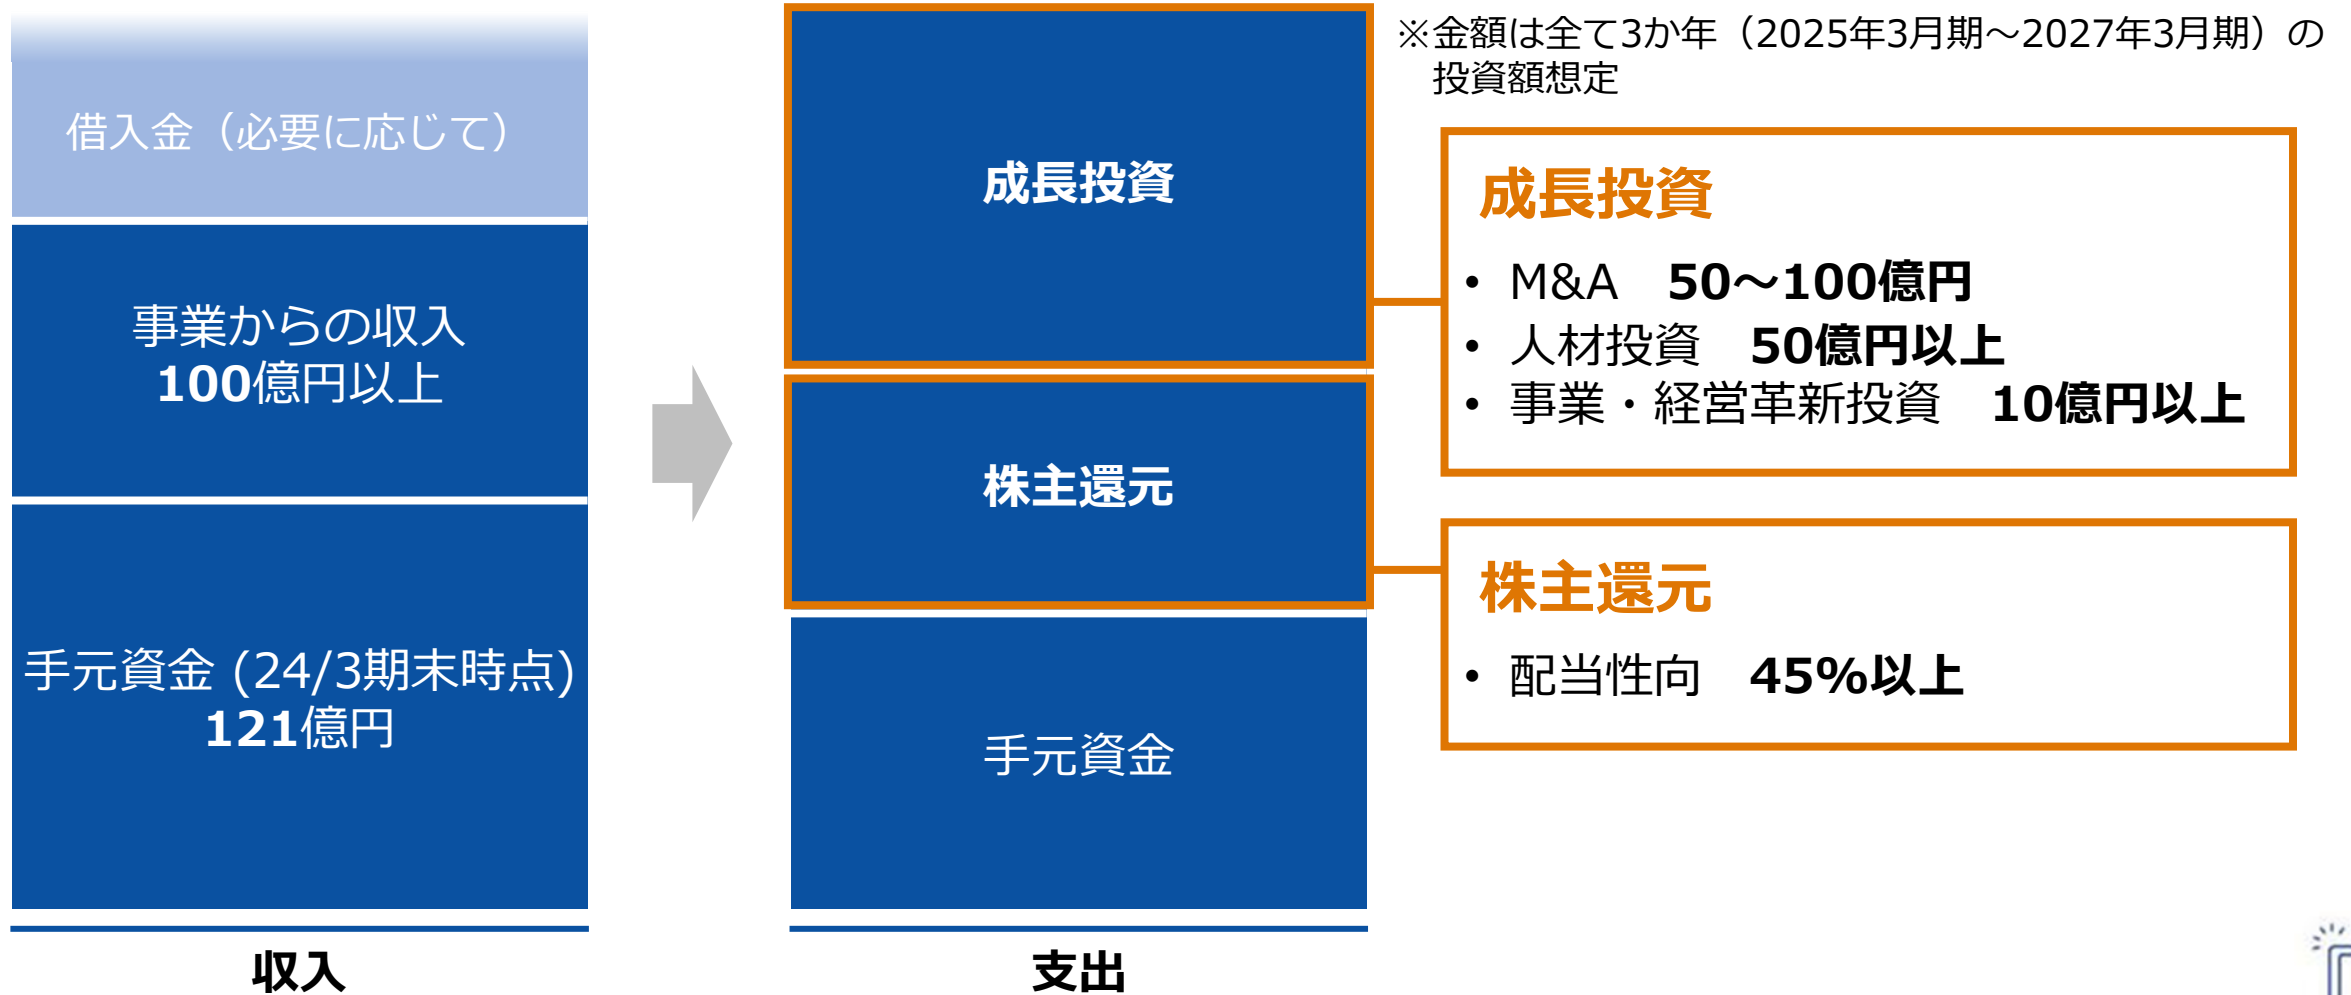 借入金（必要に応じて）
事業からの収入
100億円以上
手元資金 (24/3期末時点)
121億円
収入
成長投資
株主還元
手元資金
支出
※金額は全て3か年（2025年3月期～2027年3月期）の
投資額想定
成長投資
• M&A　50～100億円
• 人材投資　50億円以上
• 事業・経営革新投資　10億円以上
株主還元
• 配当性向　45%以上